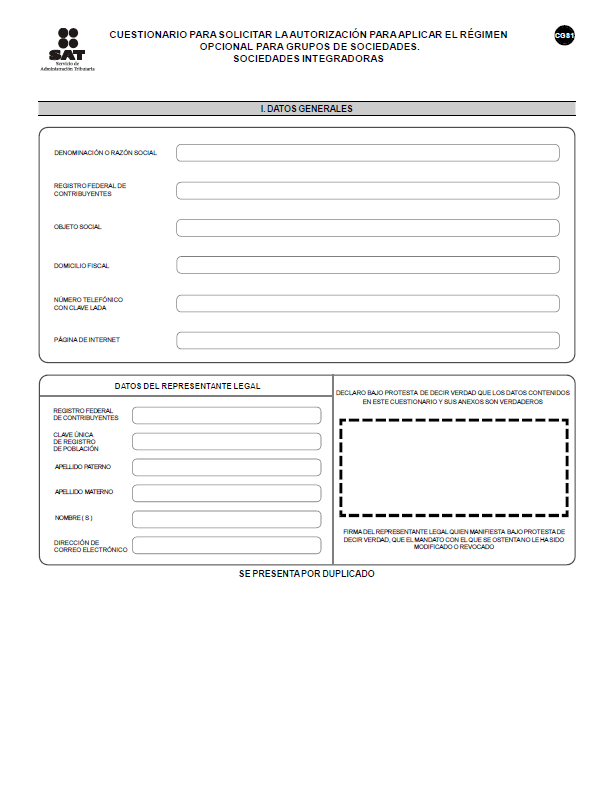 CUESTIONARIO PARA SOLICITAR LA AUTORIZACIÓN PARA APLICAR EL RÉGIMEN
OPCIONAL PARA GRUPOS DE SOCIEDADES.
SOCIEDADES INTEGRADORAS
CGS1
SAT
Servicio de
Administración Tributaria
I. DATOS GENERALES
DENOMINACIÓN O RAZÓN SOCIAL
REGISTRO FEDERAL DE
CONTRIBUYENTES
OBJETO SOCIAL
DOMICILIO FISCAL
NÚMERO TELEFÓNICO
CON CLAVE LADA
PÁGINA DE INTERNET
DATOS DEL REPRESENTANTE LEGAL
REGISTRO FEDERAL
DE CONTRIBUYENTES
CLAVE ÚNICA
DE REGISTRO
DE POBLACIÓN
APELLIDO PATERNO
APELLIDO MATERNO
NOMBRE ( S )
DIRECCIÓN DE
CORREO ELECTRÓNICO
DECLARO BAJO PROTESTA DE DECIR VERDAD QUE LOS DATOS CONTENIDOS
EN ESTE CUESTIONARIO Y SUS ANEXOS SON VERDADEROS
FIRMA DEL REPRESENTANTE LEGAL QUIEN MANIFIESTA BAJO PROTESTA DE
DECIR VERDAD, QUE EL MANDATO CON EL QUE SE OSTENTA NO LE HA SIDO
MODIFICADO O REVOCADO
SE PRESENTA POR DUPLICADO